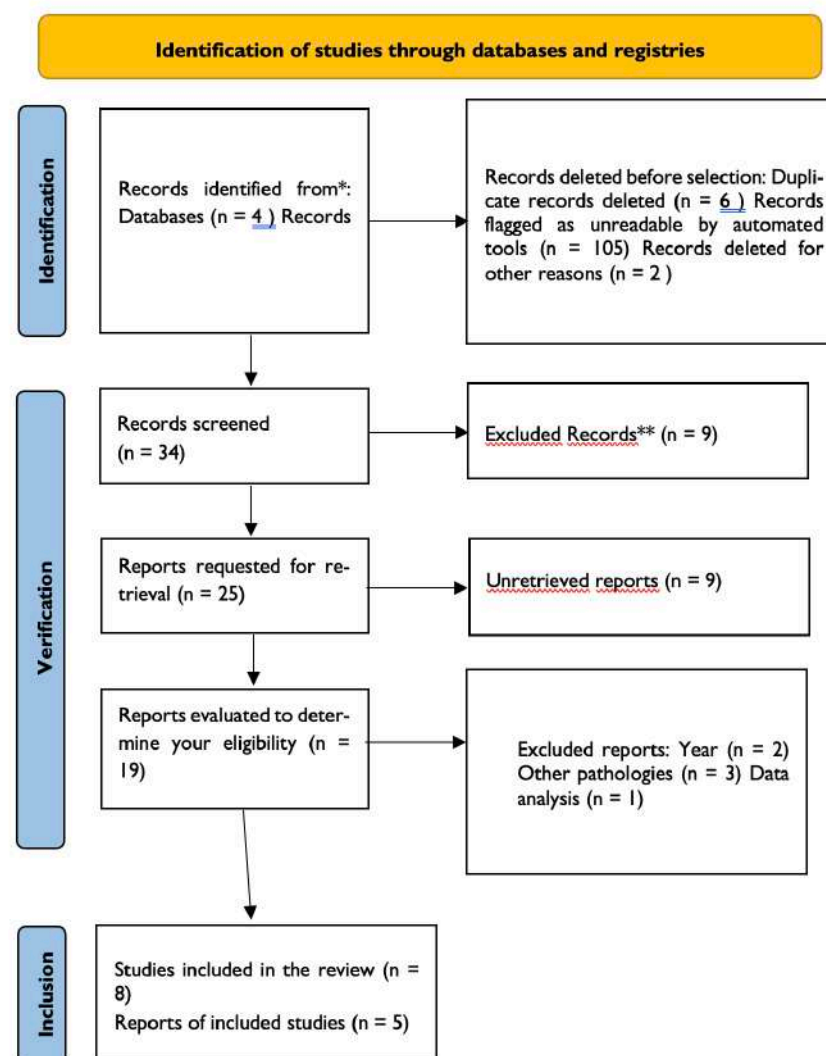 Identification of studies through databases and registries
Identification
Records identified from*:
Databases (n = 4 ) Records
Records deleted before selection: Dupli-
cate records deleted (n = 6 ) Records
flagged as unreadable by automated
tools (n = 105) Records deleted for
other reasons (n = 2 )
Verification
Records screened
(n = 34)
Excluded Records** (n = 9)
Reports requested for re-
trieval (n = 25)
Unretrieved reports (n = 9)
Reports evaluated to deter-
mine your eligibility (n =
19)
Excluded reports: Year (n = 2)
Other pathologies (n = 3) Data
analysis (n = 1)
Inclusion
Studies included in the review (n =
8)
Reports of included studies (n = 5)